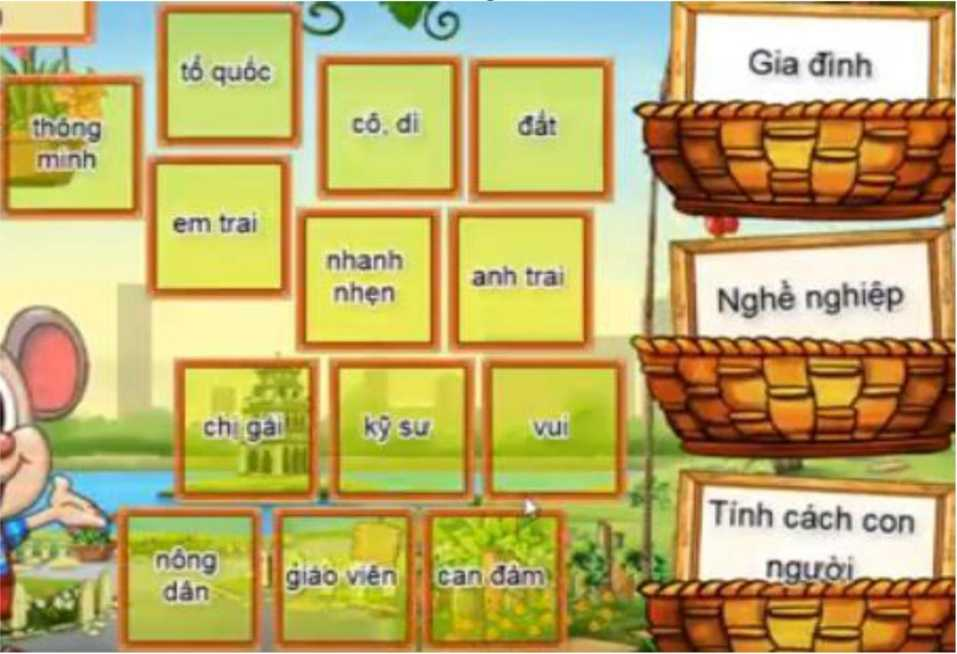 tổ quốc
Gia đình
thông
minh
cô, dì
đất
em trai
nhanh
nhẹn
anh trai
Nghề nghiệp
chị gái
kỹ sư
vui
Tính cách con
người
nông
dân
giáo viên
can đảm